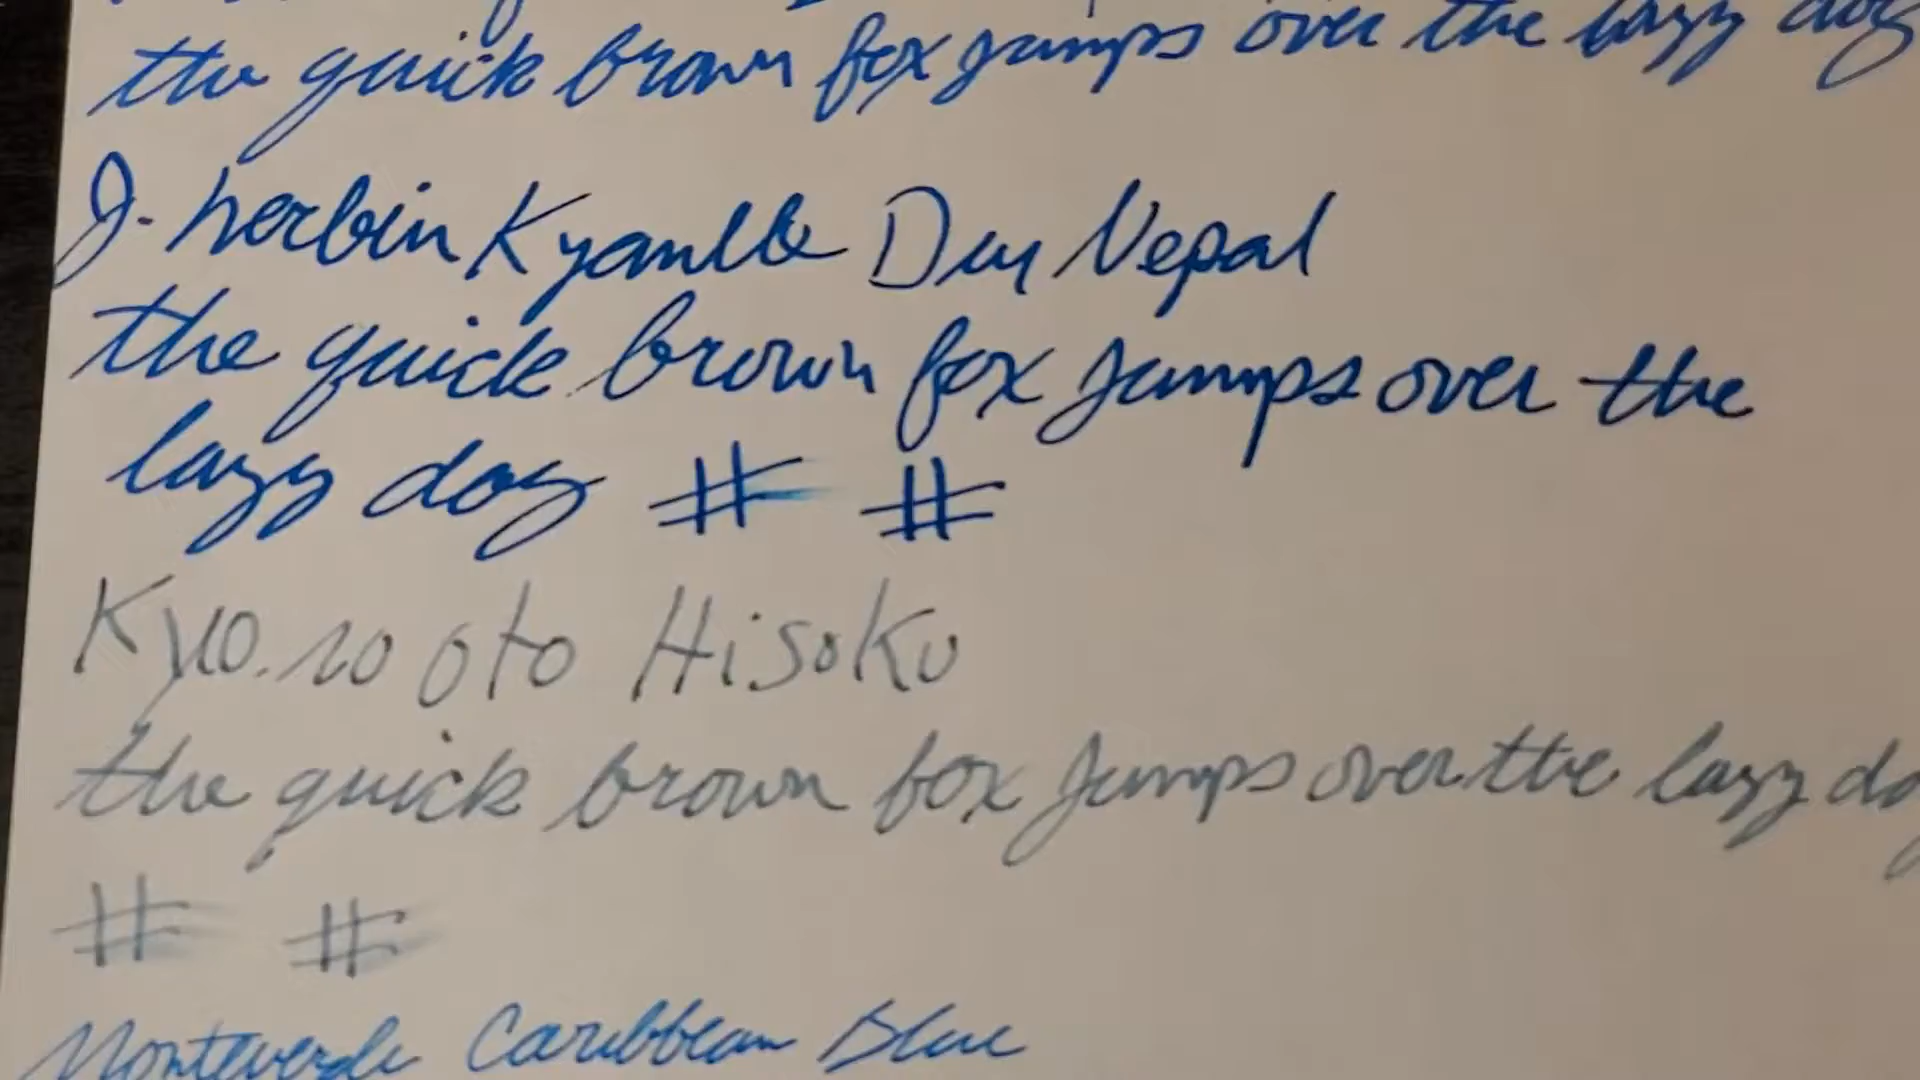 the quick brown fox jumps over the lazy dog
J. herbin Kyanite Du Nepal
the quick brown fox jumps over the
lazy dog # #
Kyo. no oto Hisoku
the quick brown fox jumps over the lazy dog
# #
Monteverde Caribbean Blue